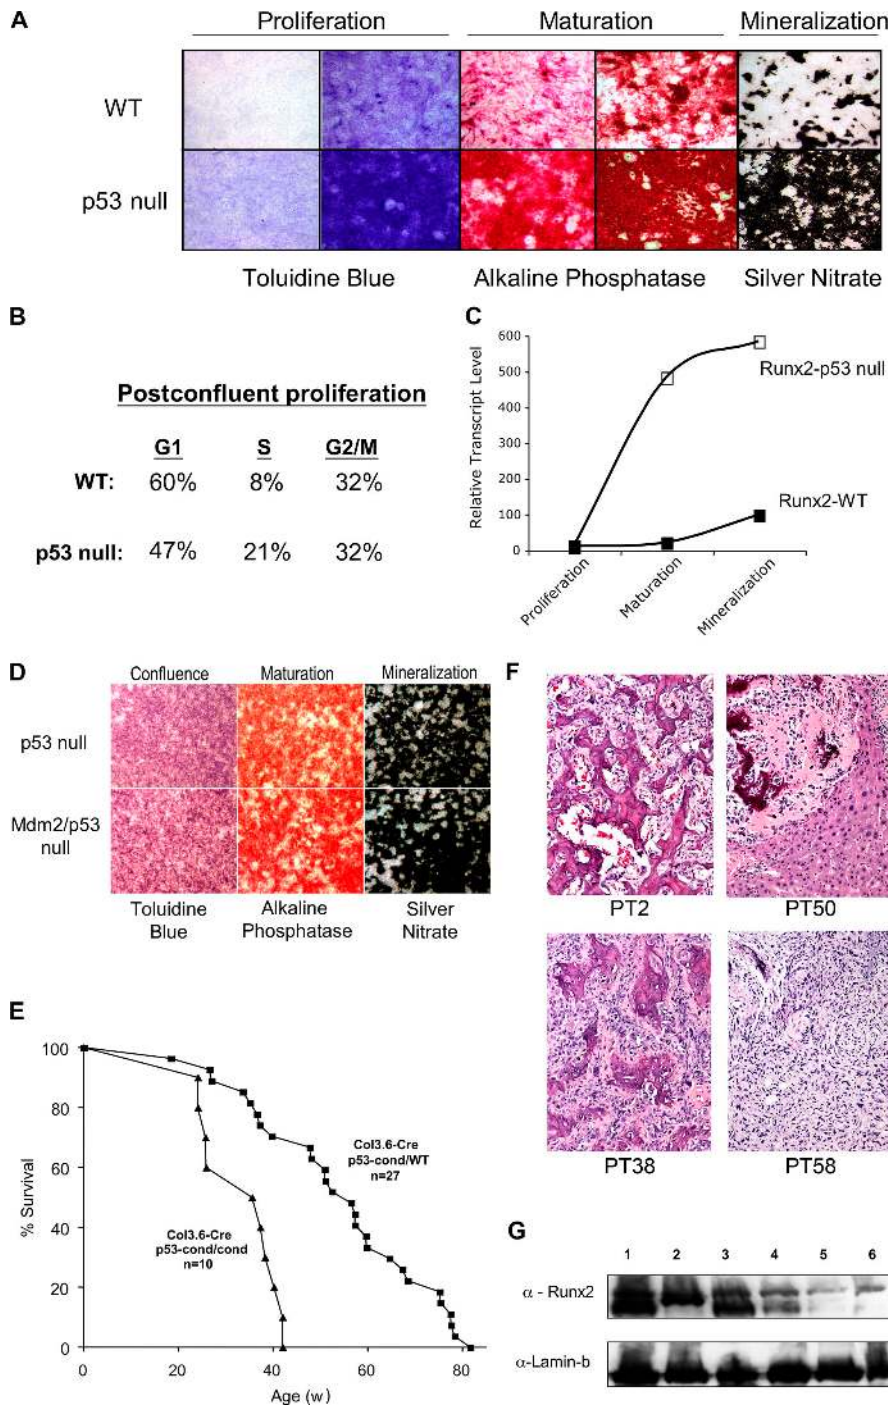 A
Proliferation Maturation Mineralization
WT
p53 null
Toluidine Blue Alkaline Phosphatase Silver Nitrate
B
Postconfluent proliferation
G1 S G2/M
WT: 60% 8% 32%
p53 null: 47% 21% 32%
C
Relative Transcript Level
600
500
400
300
200
100
0
Runx2-p53 null
Runx2-WT
Proliferation
Maturation
Mineralization
D
Confluence Maturation Mineralization
p53 null
Mdm2/p53
null
Toluidine
Blue
Alkaline
Phosphatase
Silver
Nitrate
E
% Survival
100
80
60
40
20
0
Col3.6-Cre
p53-cond/WT
n=27
Col3.6-Cre
p53-cond/cond
n=10
0 20 40 60 80
Age (w)
F
PT2 PT50
PT38 PT58
G
1 2 3 4 5 6
α - Runx2
α-Lamin-b